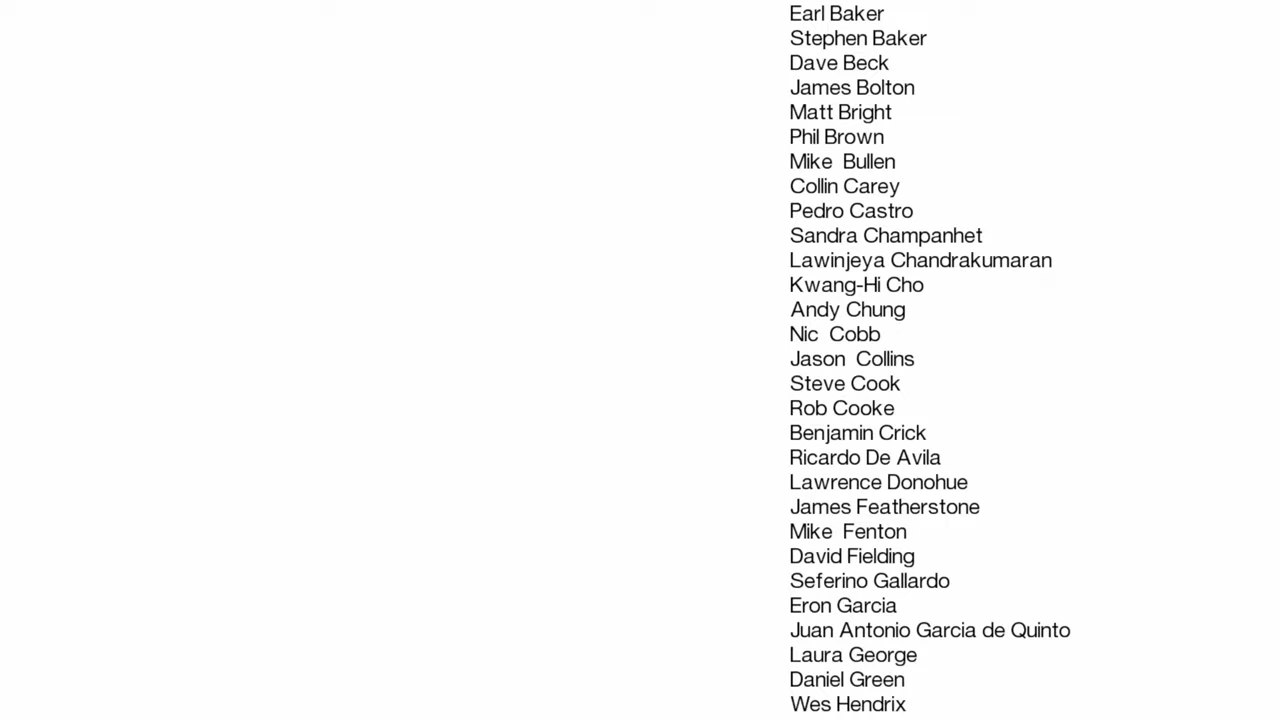 Earl Baker
Stephen Baker
Dave Beck
James Bolton
Matt Bright
Phil Brown
Mike  Bullen
Collin Carey
Pedro Castro
Sandra Champanhet
Lawinjeya Chandrakumaran
Kwang-Hi Cho
Andy Chung
Nic  Cobb
Jason  Collins
Steve Cook
Rob Cooke
Benjamin Crick
Ricardo De Avila
Lawrence Donohue
James Featherstone
Mike  Fenton
David Fielding
Seferino Gallardo
Eron Garcia
Juan Antonio Garcia de Quinto
Laura George
Daniel Green
Wes Hendrix